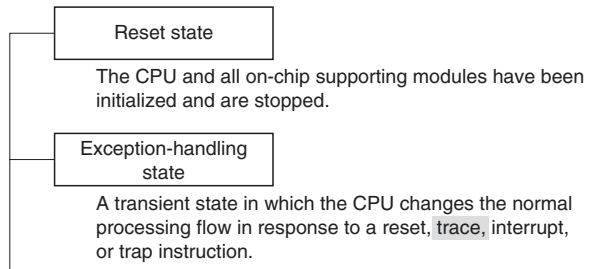 Reset state
The CPU and all on-chip supporting modules have been
initialized and are stopped.
Exception-handling
state
A transient state in which the CPU changes the normal
processing flow in response to a reset, trace, interrupt,
or trap instruction.